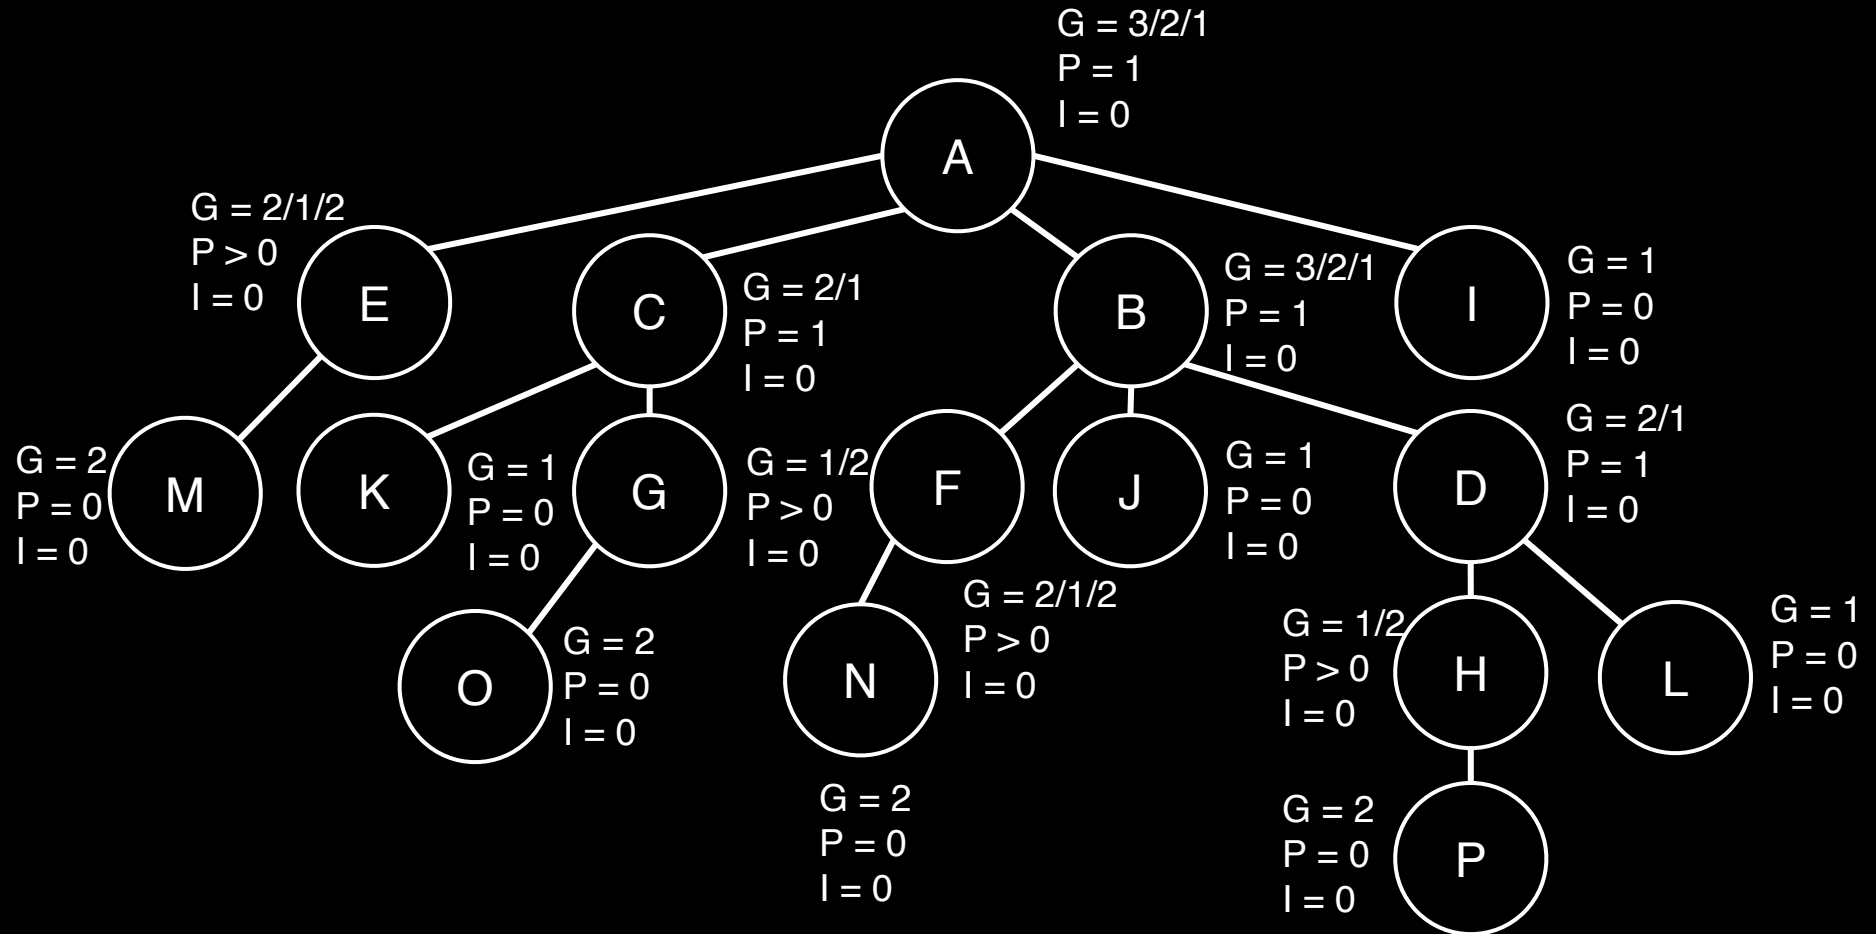 G = 3/2/1
P = 1
I = 0
A
G = 2/1/2
P > 0
I = 0
E
C
G = 2/1
P = 1
I = 0
B
G = 3/2/1
P = 1
I = 0
I
G = 1
P = 0
I = 0
G = 2
P = 0
I = 0
M
K
G = 1
P = 0
I = 0
G
G = 1/2
P > 0
I = 0
F
J
G = 1
P = 0
I = 0
D
G = 2/1
P = 1
I = 0
O
G = 2
P = 0
I = 0
N
G = 2/1/2
P > 0
I = 0
G = 1/2
P > 0
I = 0
H
L
G = 1
P = 0
I = 0
G = 2
P = 0
I = 0
G = 2
P = 0
I = 0
P